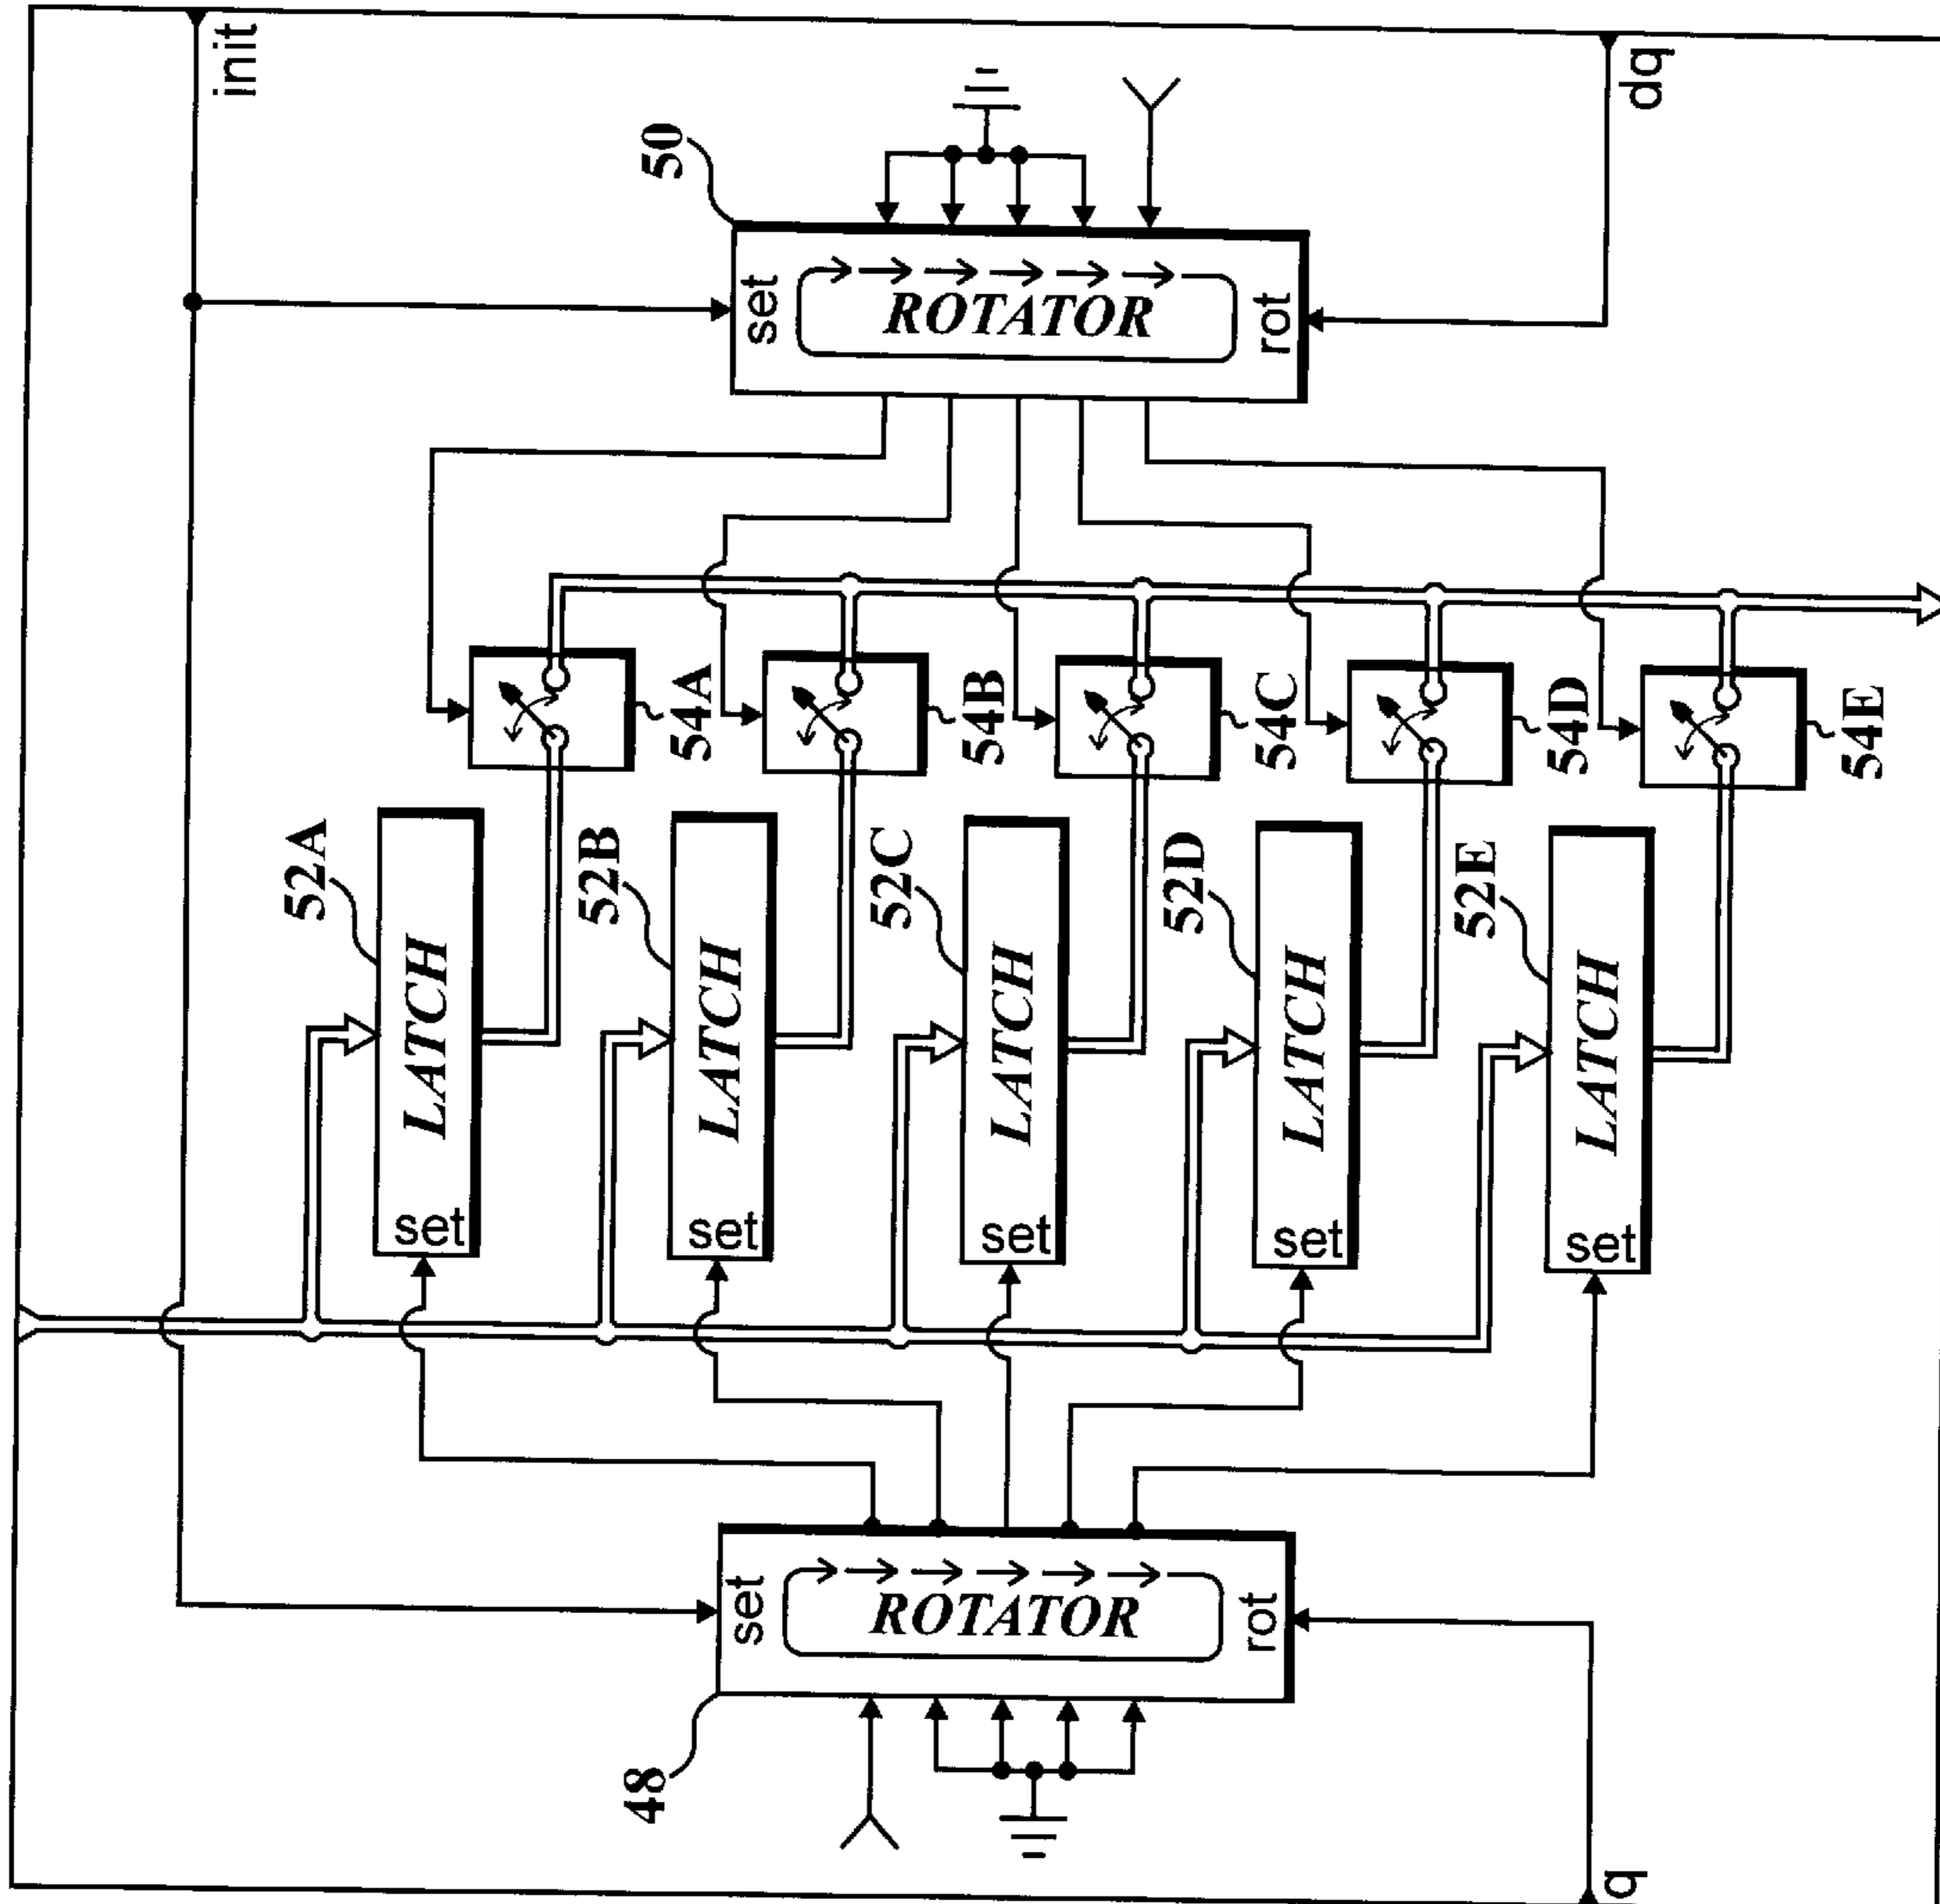 init
dq
50
set
ROTATOR
rot
54A
54B
54C
54D
54E
52A
52B
52C
52D
52E
LATCH
set
LATCH
set
LATCH
set
LATCH
set
LATCH
set
set
ROTATOR
rot
48
q